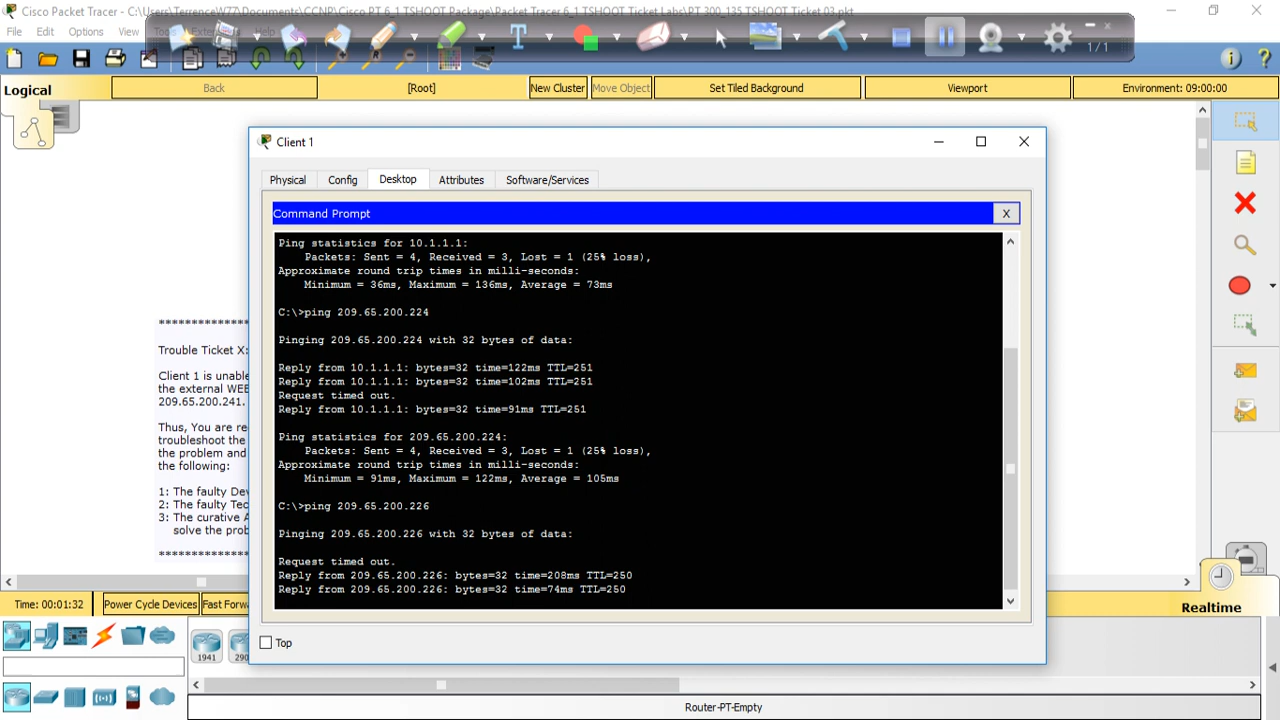 Cisco Packet Tracer - C:\Users\TerrenceW77\Documents\CCNP\Cisco PT 6_1 TSHOOT Package\Packet Tracer 6_1 TSHOOT Ticket Labs\PT 300_135 TSHOOT Ticket 03.pkt
File Edit Options View Tools Extensions Help
1/1
Logical
Back
[Root]
New Cluster
Move Object
Set Tiled Background
Viewport
Environment: 09:00:00
Client 1
Physical Config Desktop Attributes Software/Services
Command Prompt
X
Ping statistics for 10.1.1.1:
Packets: Sent = 4, Received = 3, Lost = 1 (25% loss),
Approximate round trip times in milli-seconds:
Minimum = 36ms, Maximum = 136ms, Average = 73ms
C:\>ping 209.65.200.224
Pinging 209.65.200.224 with 32 bytes of data:
Reply from 10.1.1.1: bytes=32 time=122ms TTL=251
Reply from 10.1.1.1: bytes=32 time=102ms TTL=251
Request timed out.
Reply from 10.1.1.1: bytes=32 time=91ms TTL=251
Ping statistics for 209.65.200.224:
Packets: Sent = 4, Received = 3, Lost = 1 (25% loss),
Approximate round trip times in milli-seconds:
Minimum = 91ms, Maximum = 122ms, Average = 105ms
C:\>ping 209.65.200.226
Pinging 209.65.200.226 with 32 bytes of data:
Request timed out.
Reply from 209.65.200.226: bytes=32 time=208ms TTL=250
Reply from 209.65.200.226: bytes=32 time=74ms TTL=250
Top
**************
Trouble Ticket X:
Client 1 is unable
the external WEB
209.65.200.241.
Thus, You are re
troubleshoot the
the problem and
the following:
1: The faulty Dev
2: The faulty Tec
3: The curative A
solve the prob
**************
Time: 00:01:32
Power Cycle Devices
Fast Forw
Realtime
1941
290
Router-PT-Empty